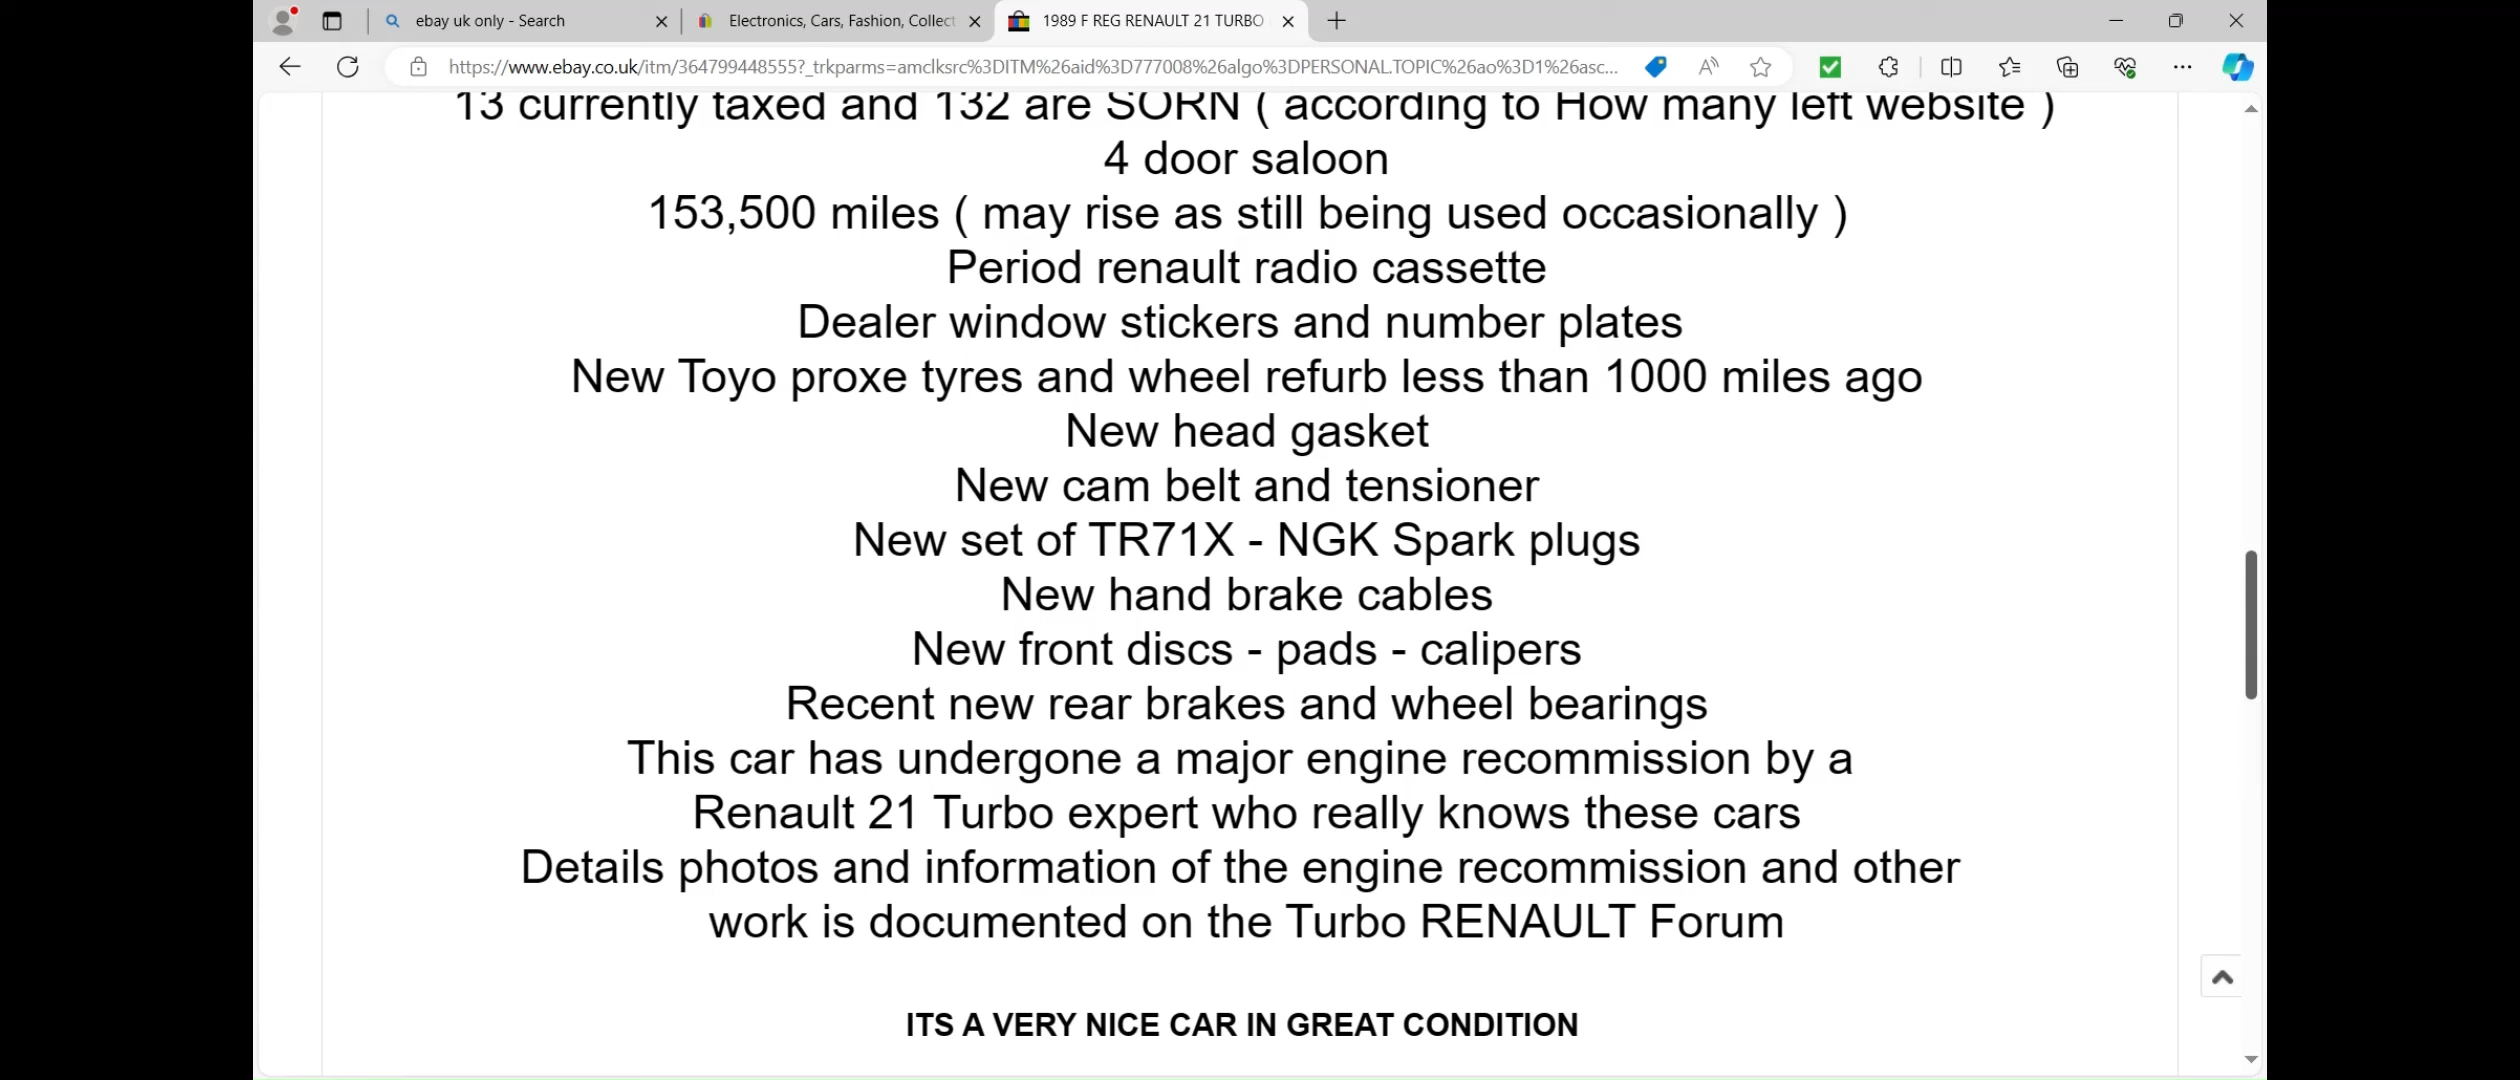 ebay uk only - Search
Electronics, Cars, Fashion, Collect
1989 F REG RENAULT 21 TURBO
https://www.ebay.co.uk/itm/364799448555?_trkparms=amclksrc%3DITM%26aid%3D777008%26algo%3DPERSONAL.TOPIC%26ao%3D1%26asc...
13 currently taxed and 132 are SORN ( according to How many left website )
4 door saloon
153,500 miles ( may rise as still being used occasionally )
Period renault radio cassette
Dealer window stickers and number plates
New Toyo proxe tyres and wheel refurb less than 1000 miles ago
New head gasket
New cam belt and tensioner
New set of TR71X - NGK Spark plugs
New hand brake cables
New front discs - pads - calipers
Recent new rear brakes and wheel bearings
This car has undergone a major engine recommission by a
Renault 21 Turbo expert who really knows these cars
Details photos and information of the engine recommission and other
work is documented on the Turbo RENAULT Forum
ITS A VERY NICE CAR IN GREAT CONDITION